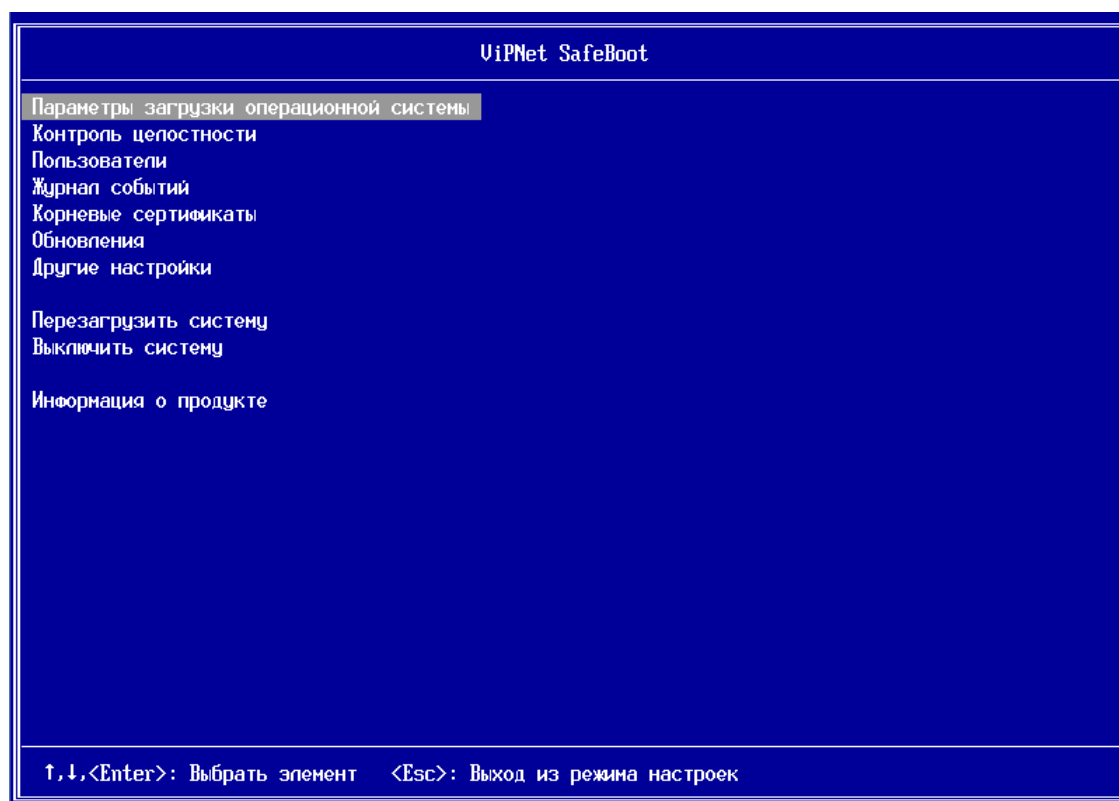 ViPNet SafeBoot
Параметры загрузки операционной системы
Контроль целостности
Пользователи
Журнал событий
Корневые сертификаты
Обновления
Другие настройки
Перезагрузить систему
Выключить систему
Информация о продукте
↑,↓,<Enter>: Выбрать элемент <Esc>: Выход из режима настроек